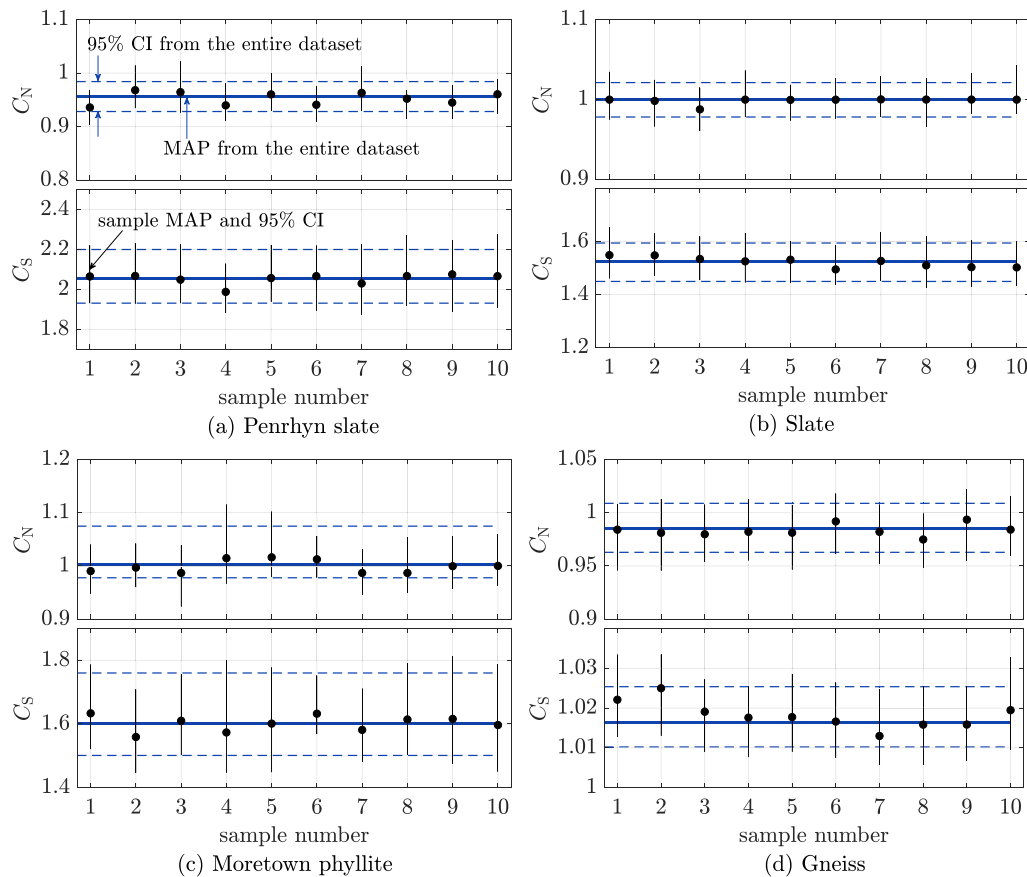 1.1
95% CI from the entire dataset
1
C_N
0.9
MAP from the entire dataset
0.8
2.4
sample MAP and 95% CI
2.2
C_S
2
1.8
1 2 3 4 5 6 7 8 9 10
sample number
(a) Penrhyn slate
1.1
C_N
1
0.9
1.6
C_S
1.4
1.2
1 2 3 4 5 6 7 8 9 10
sample number
(b) Slate
1.2
1.1
C_N
1
0.9
1.8
C_S
1.6
1.4
1 2 3 4 5 6 7 8 9 10
sample number
(c) Moretown phyllite
1.05
C_N
1
0.95
0.9
1.03
C_S
1.02
1.01
1
1 2 3 4 5 6 7 8 9 10
sample number
(d) Gneiss